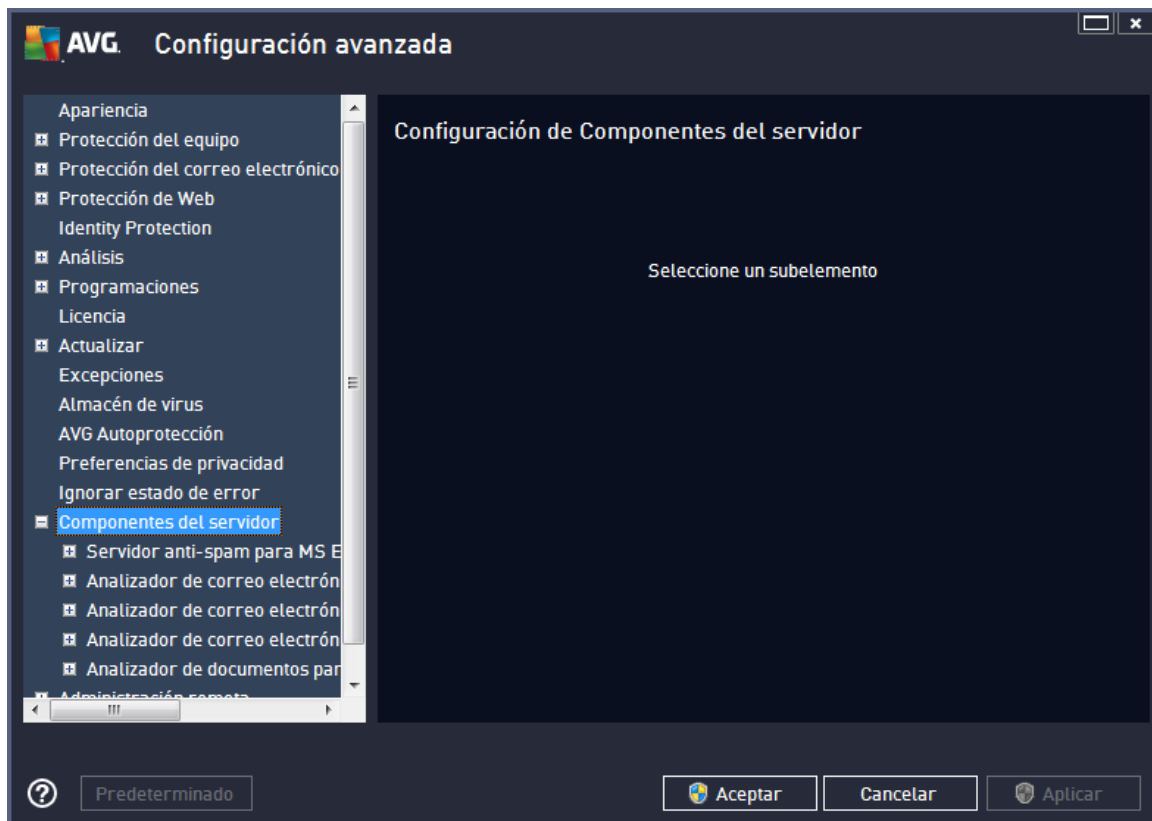 AVG. Configuración avanzada
Apariencia
Protección del equipo
Protección del correo electrónico
Protección de Web
Identity Protection
Análisis
Programaciones
Licencia
Actualizar
Excepciones
Almacén de virus
AVG Autoprotección
Preferencias de privacidad
Ignorar estado de error
Componentes del servidor
Servidor anti-spam para MS E
Analizador de correo electrón
Analizador de correo electrón
Analizador de correo electrón
Analizador de documentos par
Administración remota
Configuración de Componentes del servidor
Seleccione un subelemento
Predeterminado
Aceptar
Cancelar
Aplicar